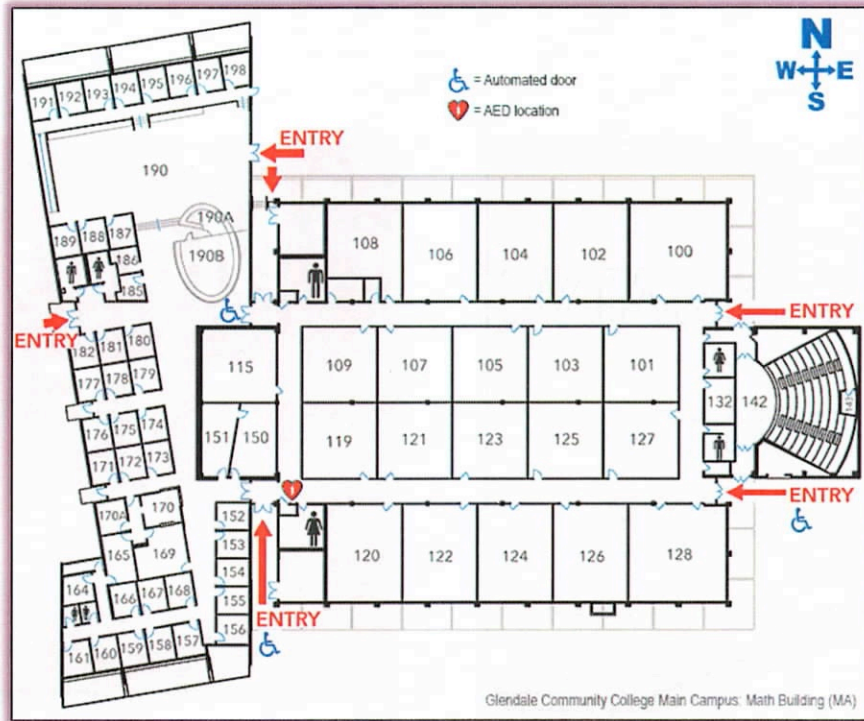 N
W E
S
= Automated door
= AED location
191 192 193 194 195 196 197 198
ENTRY
190
190A
190B
189 188 187
186
185
108 106 104 102 100
ENTRY
ENTRY
182 181 180
177 178 179
115
109 107 105 103 101
132
142
143
176 175 174
171 172 173
151 150
119 121 123 125 127
170A 170
152
ENTRY
165 169
153
154
120 122 124 126 128
164
166 167 168
155
ENTRY
156
161 160 159 158 157
Glendale Community College Main Campus: Math Building (MA)